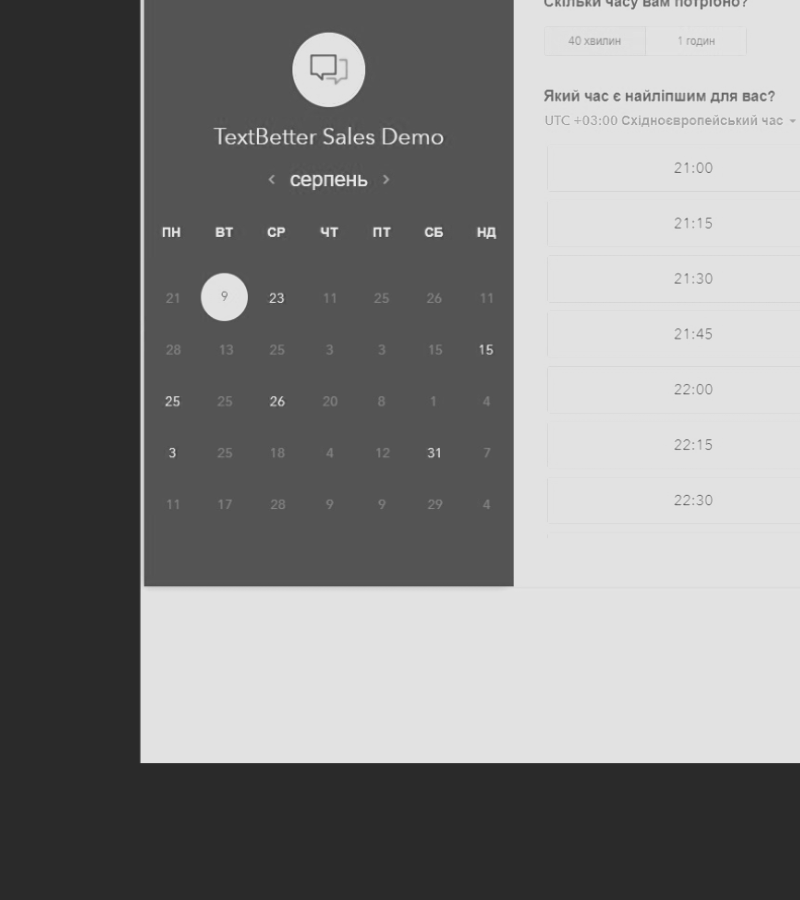 TextBetter Sales Demo
< серпень >
ПН ВТ СР ЧТ ПТ СБ НД
21 9 23 11 25 26 11
28 13 25 3 3 15 15
25 25 26 20 8 1 4
3 25 18 4 12 31 7
11 17 28 9 9 29 4
Скільки часу вам потрібно?
40 хвилин 1 годин
Який час є найліпшим для вас?
UTC +03:00 Східноєвропейський час
21:00
21:15
21:30
21:45
22:00
22:15
22:30